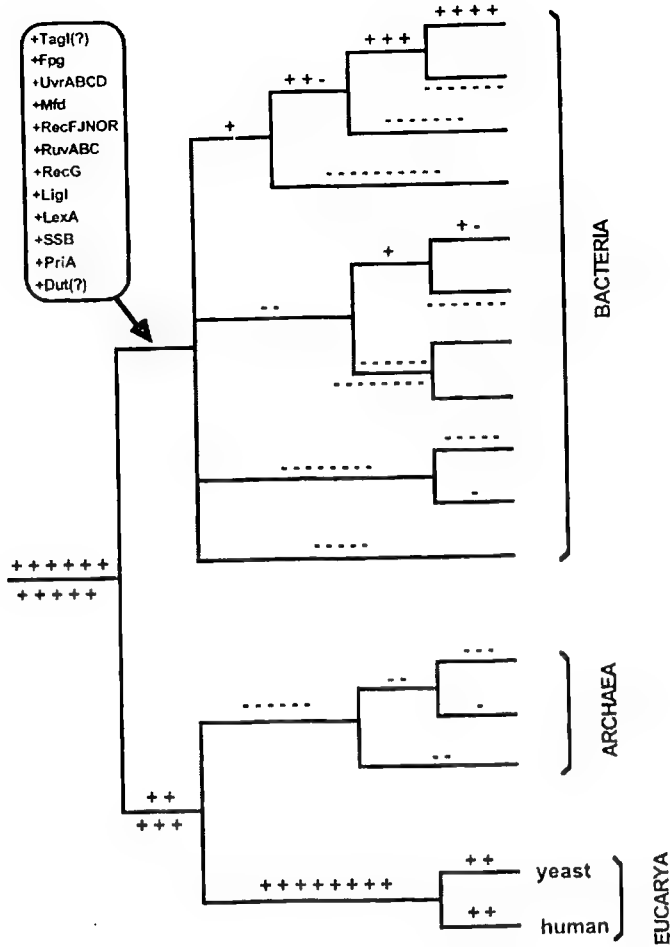 +TagI(?)
+Fpg
+UvrABCD
+Mfd
+RecFJNOR
+RuvABC
+RecG
+LigI
+LexA
+SSB
+PriA
+Dut(?)
+ + + +
+ + +
- - - - - - - -
+ + -
- - - - - - - -
+
- - - - - - - - - - -
+ -
+
- - - - - - - -
- -
- - - - - - - -
- - - - - - - - -
- - - - - -
- - - - - - - - -
-
- - - - -
BACTERIA
+ + + + + +
+ + + + +
- - -
- -
- - - - - -
-
- -
ARCHAEA
+ +
+ + +
+ +
yeast
+ + + + + + + +
+ +
human
EUCARYA